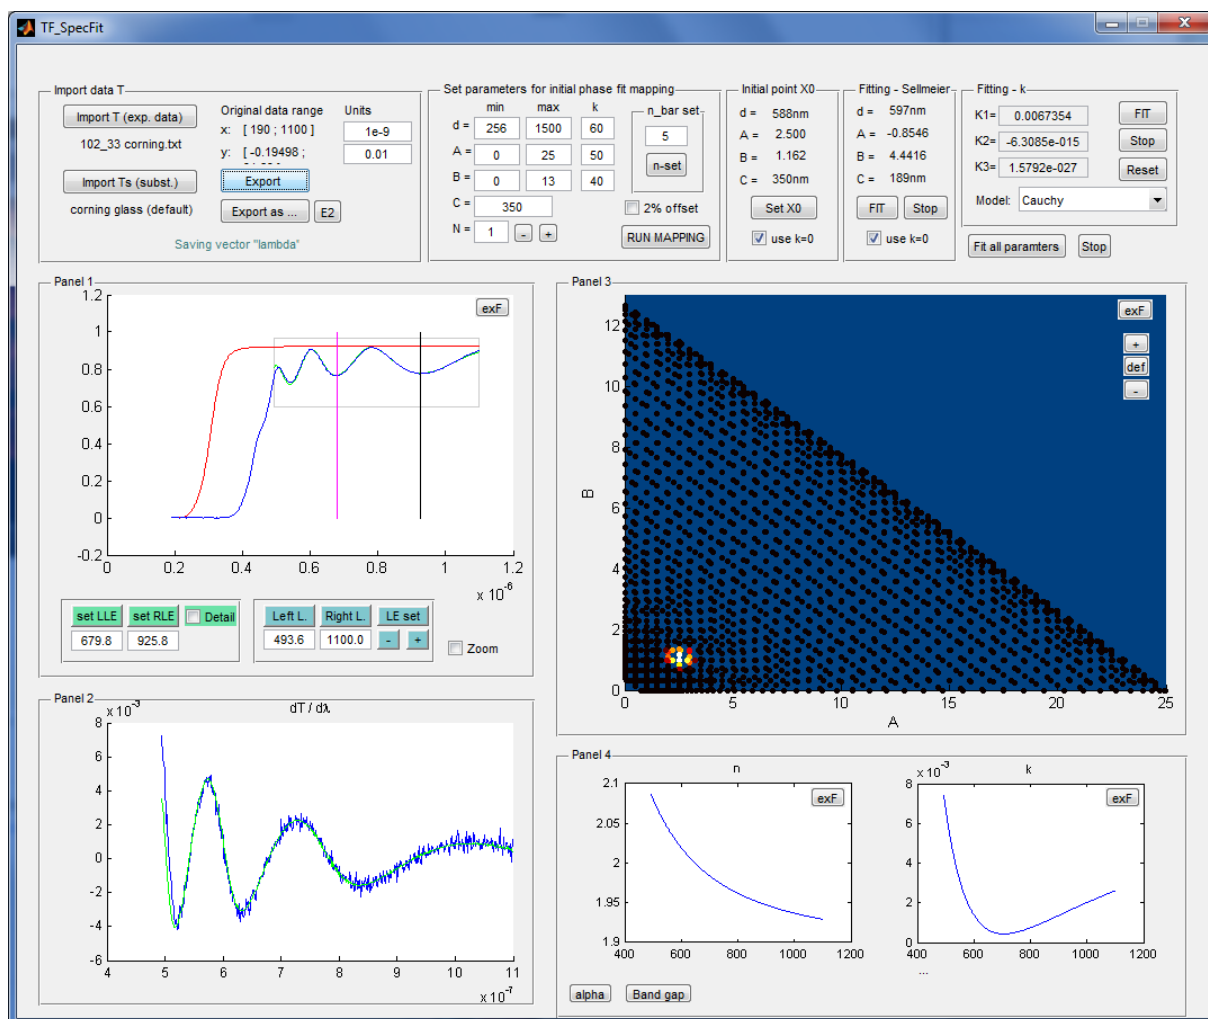 TF_SpecFit
Import data T
Import T (exp. data)
102_33 corning.txt
Import Ts (subst.)
corning glass (default)
Original data range
x: [ 190 ; 1100 ]
y: [ -0.19498 ;
Units
1e-9
0.01
Export
Export as ...
E2
Saving vector "lambda"
Set parameters for initial phase fit mapping
min max k
d = 256 1500 60
A = 0 25 50
B = 0 13 40
C = 350
N = 1 - +
n_bar set
5
n-set
2% offset
RUN MAPPING
Initial point X0
d = 588nm
A = 2.500
B = 1.162
C = 350nm
Set X0
use k=0
Fitting - Sellmeier
d = 597nm
A = -0.8546
B = 4.4416
C = 189nm
FIT Stop
use k=0
Fitting - k
K1= 0.0067354
K2= -6.3085e-015
K3= 1.5792e-027
FIT
Stop
Reset
Model: Cauchy
Fit all paramters
Stop
Panel 1
exF
1.2
1
0.8
0.6
0.4
0.2
0
-0.2
0 0.2 0.4 0.6 0.8 1 1.2
x 10-6
set LLE set RLE Detail
679.8 925.8
Left L. Right L. LE set
493.6 1100.0 - +
Zoom
Panel 2
x 10-3
dT / dλ
8
6
4
2
0
-2
-4
-6
4 5 6 7 8 9 10 11
x 10-7
Panel 3
exF
+
def
-
12
10
8
6
4
2
0
B
0 5 10 15 20 25
A
Panel 4
n
exF
2.1
2.05
2
1.95
1.9
400 600 800 1000 1200
x 10-3
k
exF
8
6
4
2
0
400 600 800 1000 1200
...
alpha
Band gap